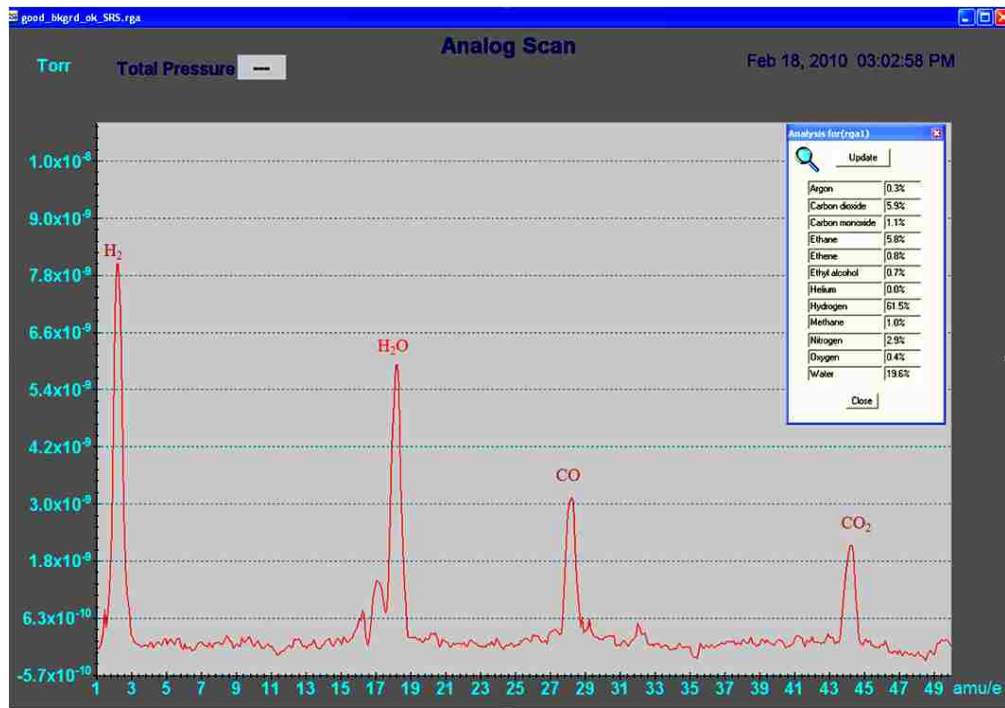 good_bkgrd_ok_SRS.rga
Analog Scan
Torr
Total Pressure ---
Feb 18, 2010 03:02:58 PM
1.0x10⁻⁸
9.0x10⁻⁹
7.8x10⁻⁹
6.6x10⁻⁹
5.4x10⁻⁹
4.2x10⁻⁹
3.0x10⁻⁹
1.8x10⁻⁹
6.3x10⁻¹⁰
-5.7x10⁻¹⁰
H₂
H₂O
CO
CO₂
1 3 5 7 9 11 13 15 17 19 21 23 25 27 29 31 33 35 37 39 41 43 45 47 49 amu/e
Analysis for(rga1)
Update
Argon 0.3%
Carbon dioxide 5.9%
Carbon monoxide 1.1%
Ethane 5.8%
Ethene 0.8%
Ethyl alcohol 0.7%
Helium 0.0%
Hydrogen 61.5%
Methane 1.0%
Nitrogen 2.9%
Oxygen 0.4%
Water 19.6%
Close